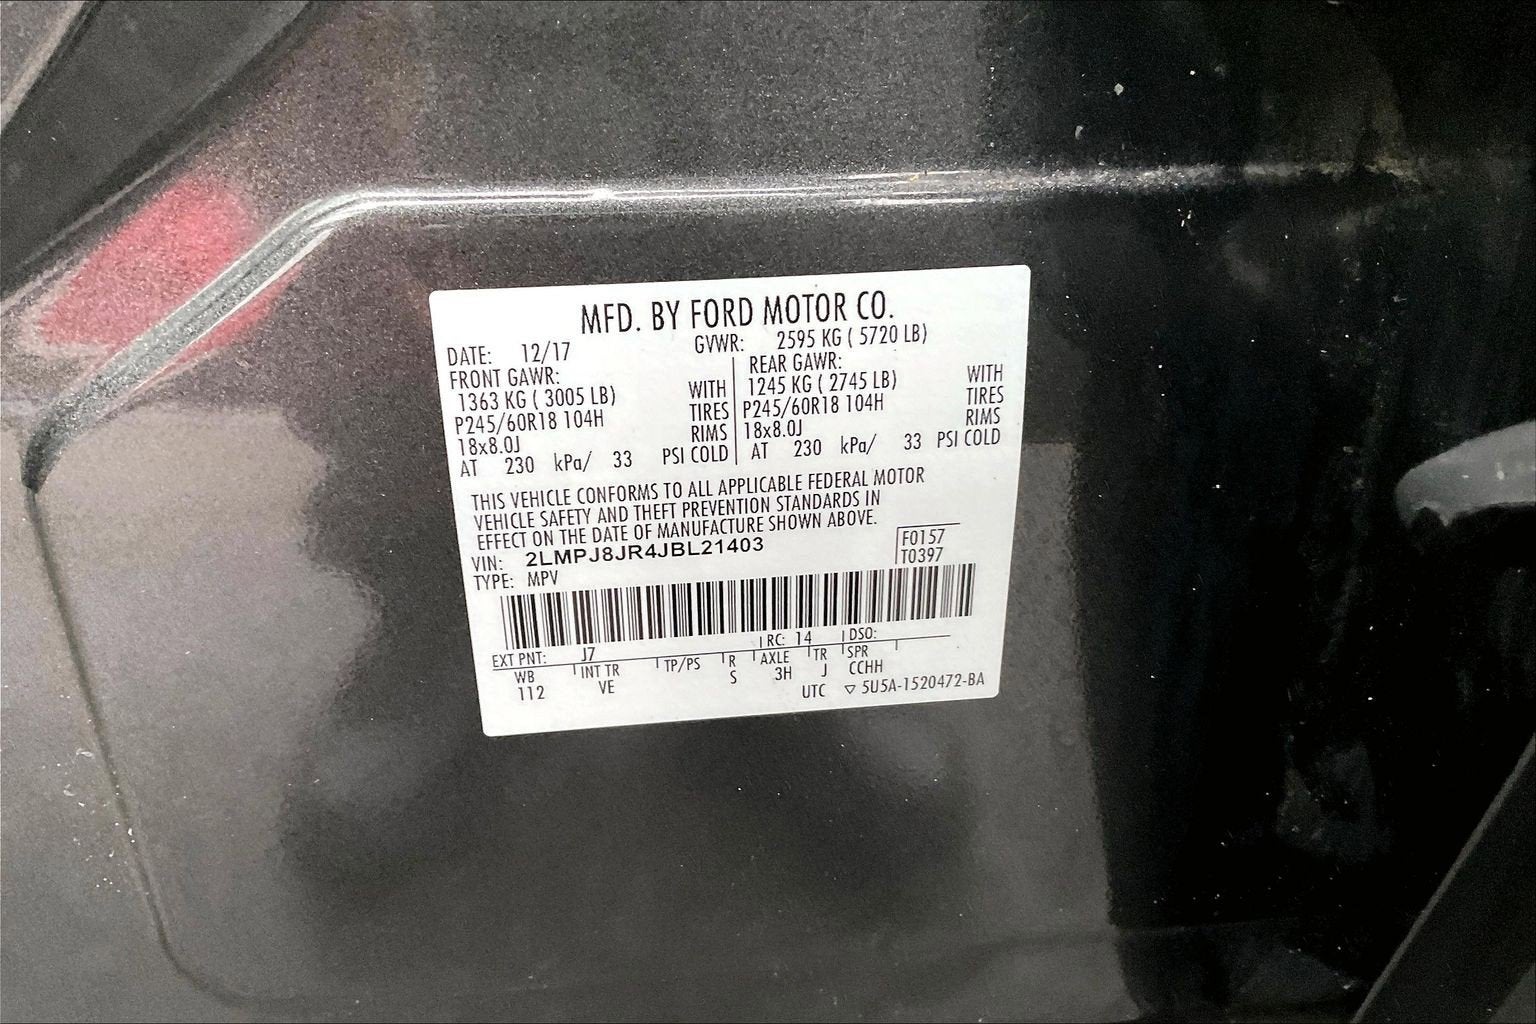 MFD. BY FORD MOTOR CO.
DATE: 12/17 GVWR: 2595 KG ( 5720 LB)
FRONT GAWR: REAR GAWR:
1363 KG ( 3005 LB) WITH 1245 KG ( 2745 LB) WITH
P245/60R18 104H TIRES P245/60R18 104H TIRES
18x8.0J RIMS 18x8.0J RIMS
AT 230 kPa/ 33 PSI COLD AT 230 kPa/ 33 PSI COLD
THIS VEHICLE CONFORMS TO ALL APPLICABLE FEDERAL MOTOR
VEHICLE SAFETY AND THEFT PREVENTION STANDARDS IN
EFFECT ON THE DATE OF MANUFACTURE SHOWN ABOVE.
VIN: 2LMPJ8JR4JBL21403 F0157
TYPE: MPV T0397
EXT PNT: J7 RC: 14 DSO:
WB INT TR TP/PS R AXLE TR SPR
112 VE S 3H J CCHH
UTC ▽ 5U5A-1520472-BA